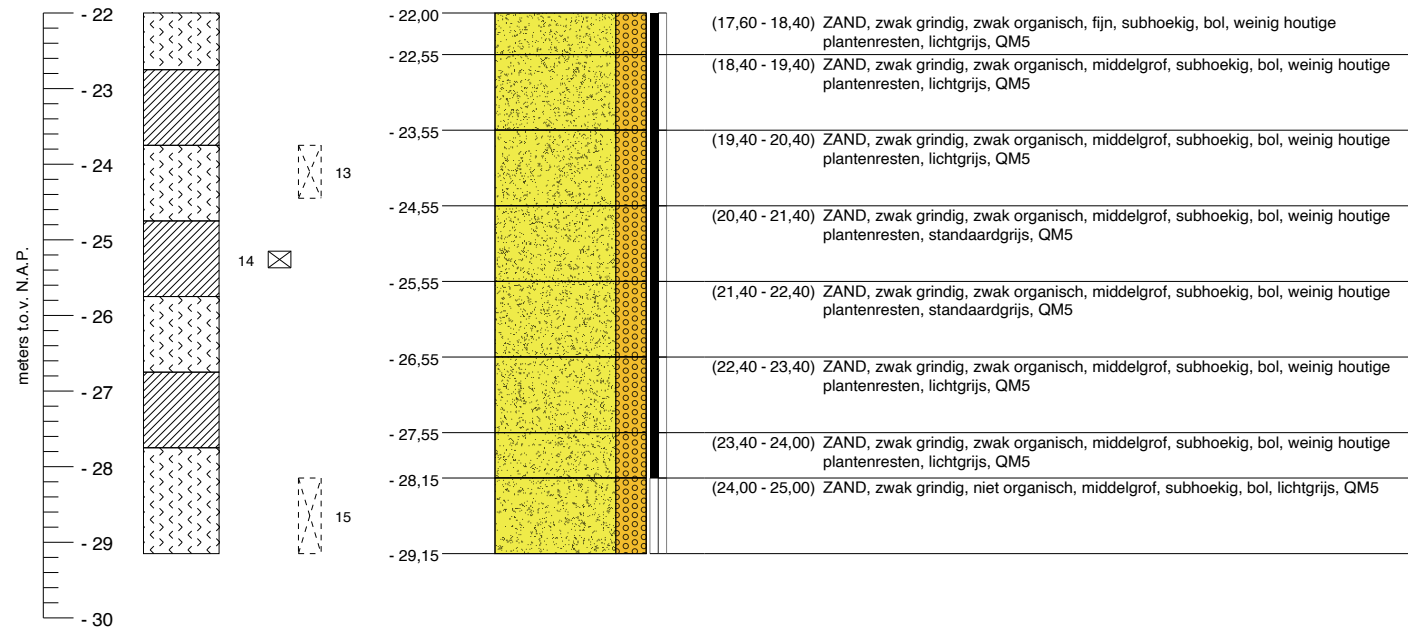 meters t.o.v. N.A.P.
- 22
- 23
- 24
- 25
- 26
- 27
- 28
- 29
- 30
13
14
15
- 22,00
- 22,55
- 23,55
- 24,55
- 25,55
- 26,55
- 27,55
- 28,15
- 29,15
(17,60 - 18,40) ZAND, zwak grindig, zwak organisch, fijn, subhoekig, bol, weinig houtige
plantenresten, lichtgrijs, QM5
(18,40 - 19,40) ZAND, zwak grindig, zwak organisch, middelgrof, subhoekig, bol, weinig houtige
plantenresten, lichtgrijs, QM5
(19,40 - 20,40) ZAND, zwak grindig, zwak organisch, middelgrof, subhoekig, bol, weinig houtige
plantenresten, lichtgrijs, QM5
(20,40 - 21,40) ZAND, zwak grindig, zwak organisch, middelgrof, subhoekig, bol, weinig houtige
plantenresten, standaardgrijs, QM5
(21,40 - 22,40) ZAND, zwak grindig, zwak organisch, middelgrof, subhoekig, bol, weinig houtige
plantenresten, standaardgrijs, QM5
(22,40 - 23,40) ZAND, zwak grindig, zwak organisch, middelgrof, subhoekig, bol, weinig houtige
plantenresten, lichtgrijs, QM5
(23,40 - 24,00) ZAND, zwak grindig, zwak organisch, middelgrof, subhoekig, bol, weinig houtige
plantenresten, lichtgrijs, QM5
(24,00 - 25,00) ZAND, zwak grindig, niet organisch, middelgrof, subhoekig, bol, lichtgrijs, QM5